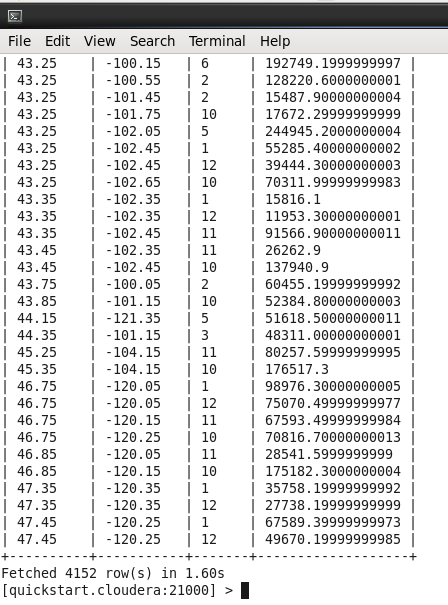 File Edit View Search Terminal Help
| 43.25 | -100.15 | 6 | 192749.1999999997 |
| 43.25 | -100.55 | 2 | 128220.6000000001 |
| 43.25 | -101.45 | 2 | 15487.90000000004 |
| 43.25 | -101.75 | 10 | 17672.29999999999 |
| 43.25 | -102.05 | 5 | 244945.2000000004 |
| 43.25 | -102.45 | 1 | 55285.40000000002 |
| 43.25 | -102.45 | 12 | 39444.30000000003 |
| 43.25 | -102.65 | 10 | 70311.99999999983 |
| 43.35 | -102.35 | 1 | 15816.1 |
| 43.35 | -102.35 | 12 | 11953.30000000001 |
| 43.35 | -102.45 | 11 | 91566.90000000011 |
| 43.45 | -102.35 | 11 | 26262.9 |
| 43.45 | -102.45 | 10 | 137940.9 |
| 43.75 | -100.05 | 2 | 60455.19999999992 |
| 43.85 | -101.15 | 10 | 52384.80000000003 |
| 44.15 | -121.35 | 5 | 51618.50000000011 |
| 44.35 | -101.15 | 3 | 48311.00000000001 |
| 45.25 | -104.15 | 11 | 80257.59999999995 |
| 45.35 | -104.15 | 10 | 176517.3 |
| 46.75 | -120.05 | 1 | 98976.30000000005 |
| 46.75 | -120.05 | 12 | 75070.49999999977 |
| 46.75 | -120.15 | 11 | 67593.49999999984 |
| 46.75 | -120.25 | 10 | 70816.70000000013 |
| 46.85 | -120.05 | 11 | 28541.5999999999 |
| 46.85 | -120.15 | 10 | 175182.3000000004 |
| 47.35 | -120.35 | 1 | 35758.19999999992 |
| 47.35 | -120.35 | 12 | 27738.19999999999 |
| 47.45 | -120.25 | 1 | 67589.39999999973 |
| 47.45 | -120.25 | 12 | 49670.19999999985 |
+----------+-----------+-------+-------------------+
Fetched 4152 row(s) in 1.60s
[quickstart.cloudera:21000] >